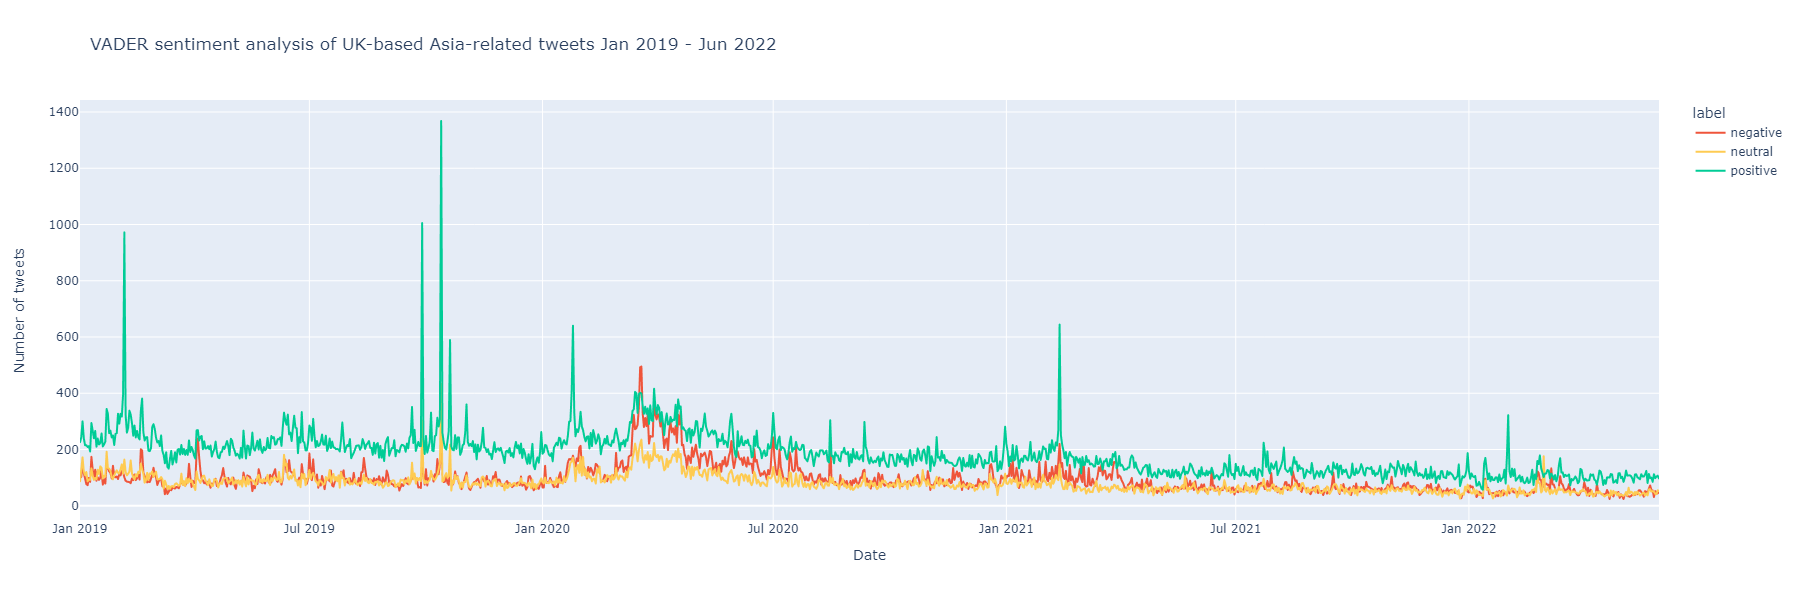 VADER sentiment analysis of UK-based Asia-related tweets Jan 2019 - Jun 2022
label
negative
neutral
positive
Number of tweets
1400
1200
1000
800
600
400
200
0
Jan 2019 Jul 2019 Jan 2020 Jul 2020 Jan 2021 Jul 2021 Jan 2022
Date